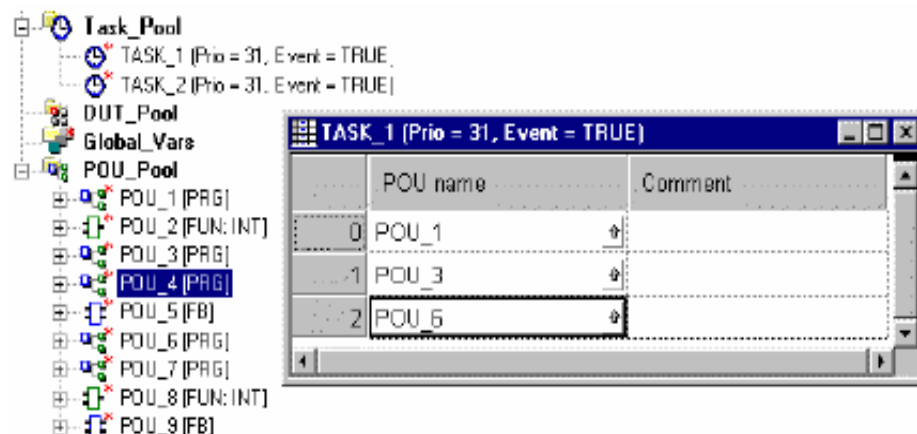 Task_Pool
TASK_1 (Prio = 31, Event = TRUE
TASK_2 (Prio = 31, Event = TRUE)
DUT_Pool
Global_Vars
POU_Pool
POU_1 [PRG]
POU_2 [FUN: INT]
POU_3 [PRG]
POU_4 [PRG]
POU_5 [FB]
POU_6 [PRG]
POU_7 [PRG]
POU_8 [FUN: INT]
POU_9 [FB]
TASK_1 (Prio = 31, Event = TRUE)
POU name Comment
0 POU_1
1 POU_3
2 POU_6